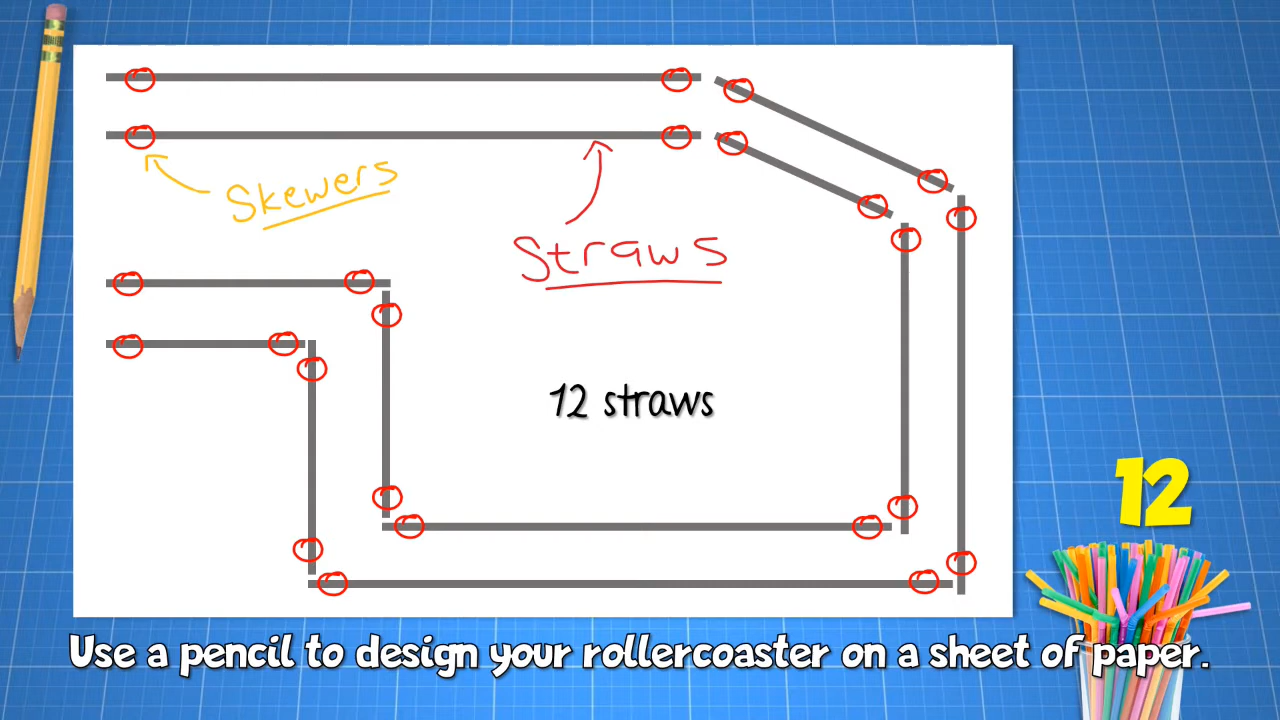 Skewers
Straws
12 straws
12
Use a pencil to design your rollercoaster on a sheet of paper.